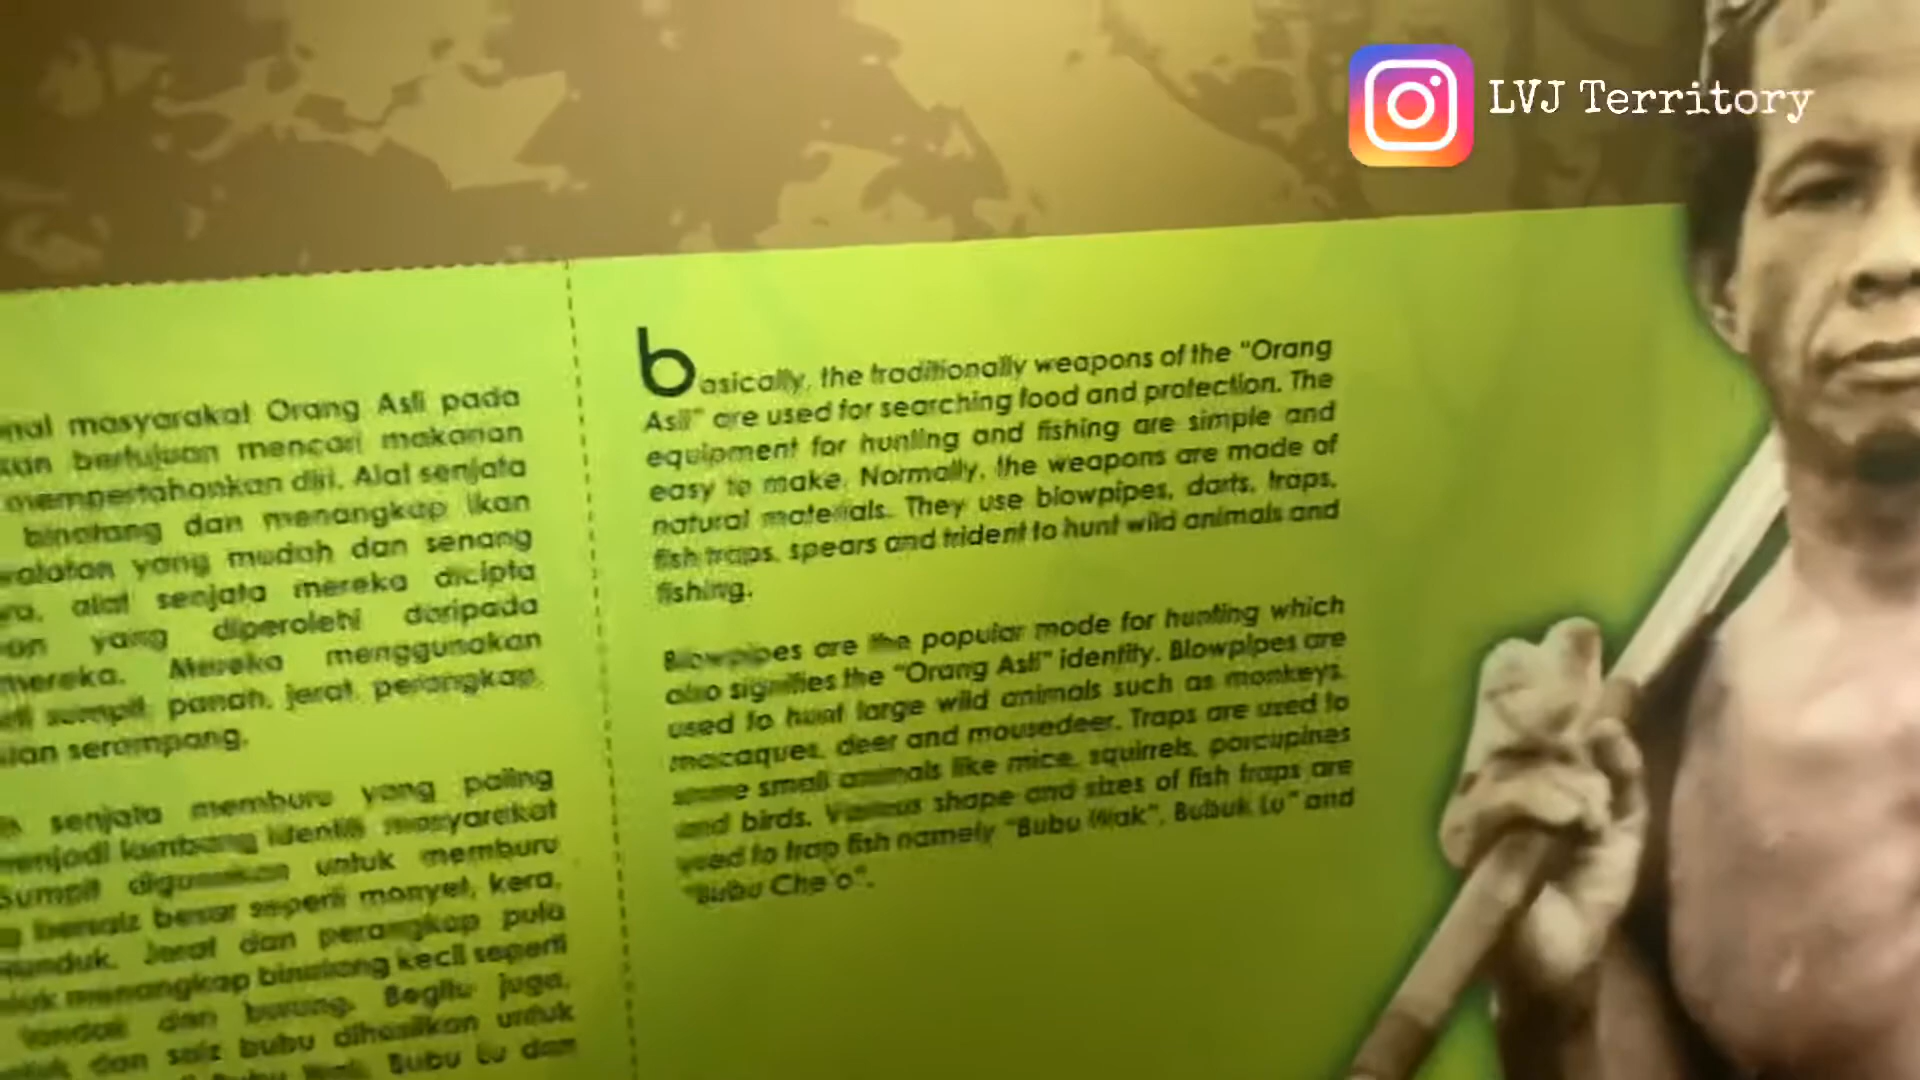 LVJ Territory
masyarakat Orang Asli pada
bertujuan mencari makanan
mempertahankan diri. Alat senjata
binatang dan menangkap ikan
yang mudah dan senang
alat senjata mereka dicipta
yang diperolehi daripada
mereka. Mereka menggunakan
sumpit, panah, jerat, perangkap,
serampang.
senjata memburu yang paling
lambang identiti masyarakat
Sumpit digunakan untuk memburu
bersaiz besar seperti monyet, kera,
Jerat dan perangkap pula
menangkap binatang kecil seperti
dan burung. Begitu juga,
dan saiz bubu dihasilkan untuk
Bubu Lu dan
basically, the traditionally weapons of the "Orang
Asli" are used for searching food and protection. The
equipment for hunting and fishing are simple and
easy to make. Normally, the weapons are made of
natural materials. They use blowpipes, darts, traps,
fish traps, spears and trident to hunt wild animals and
fishing.
Blowpipes are the popular mode for hunting which
also signifies the "Orang Asli" identity. Blowpipes are
used to hunt large wild animals such as monkeys,
macaques, deer and mousedeer. Traps are used to
small animals like mice, squirrels, porcupines
and birds. Various shape and sizes of fish traps are
used to trap fish namely "Bubu Wak", Bubuk Lu" and
"Bubu Che'o".